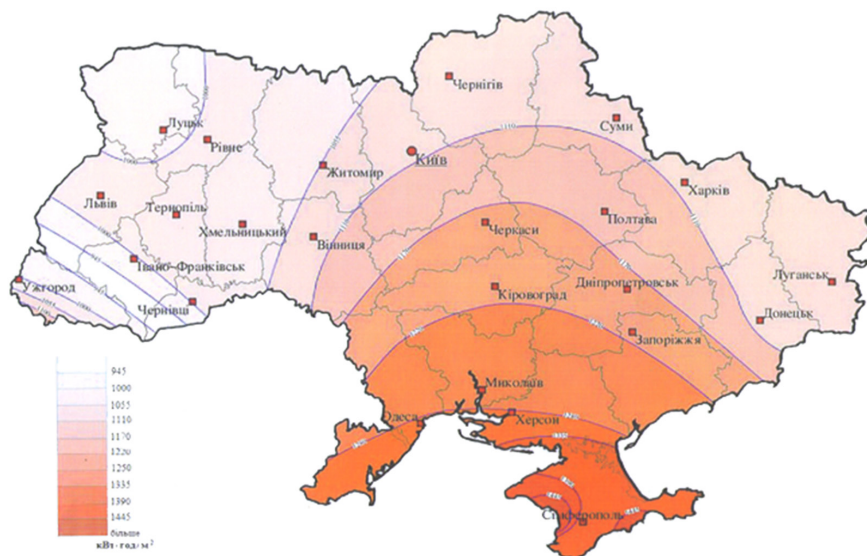 Чернігів
Суми
Луцьк
Рівне
Київ
Житомир
Харків
Львів
Тернопіль
Хмельницький
Вінниця
Черкаси
Полтава
Івано-Франківськ
Ужгород
Чернівці
Кіровоград
Дніпропетровськ
Луганськ
Донецьк
Запоріжжя
Миколаїв
Одеса
Херсон
945
1000
1055
1110
1170
1220
1250
1335
1390
1445
більше
кВт·год/м²